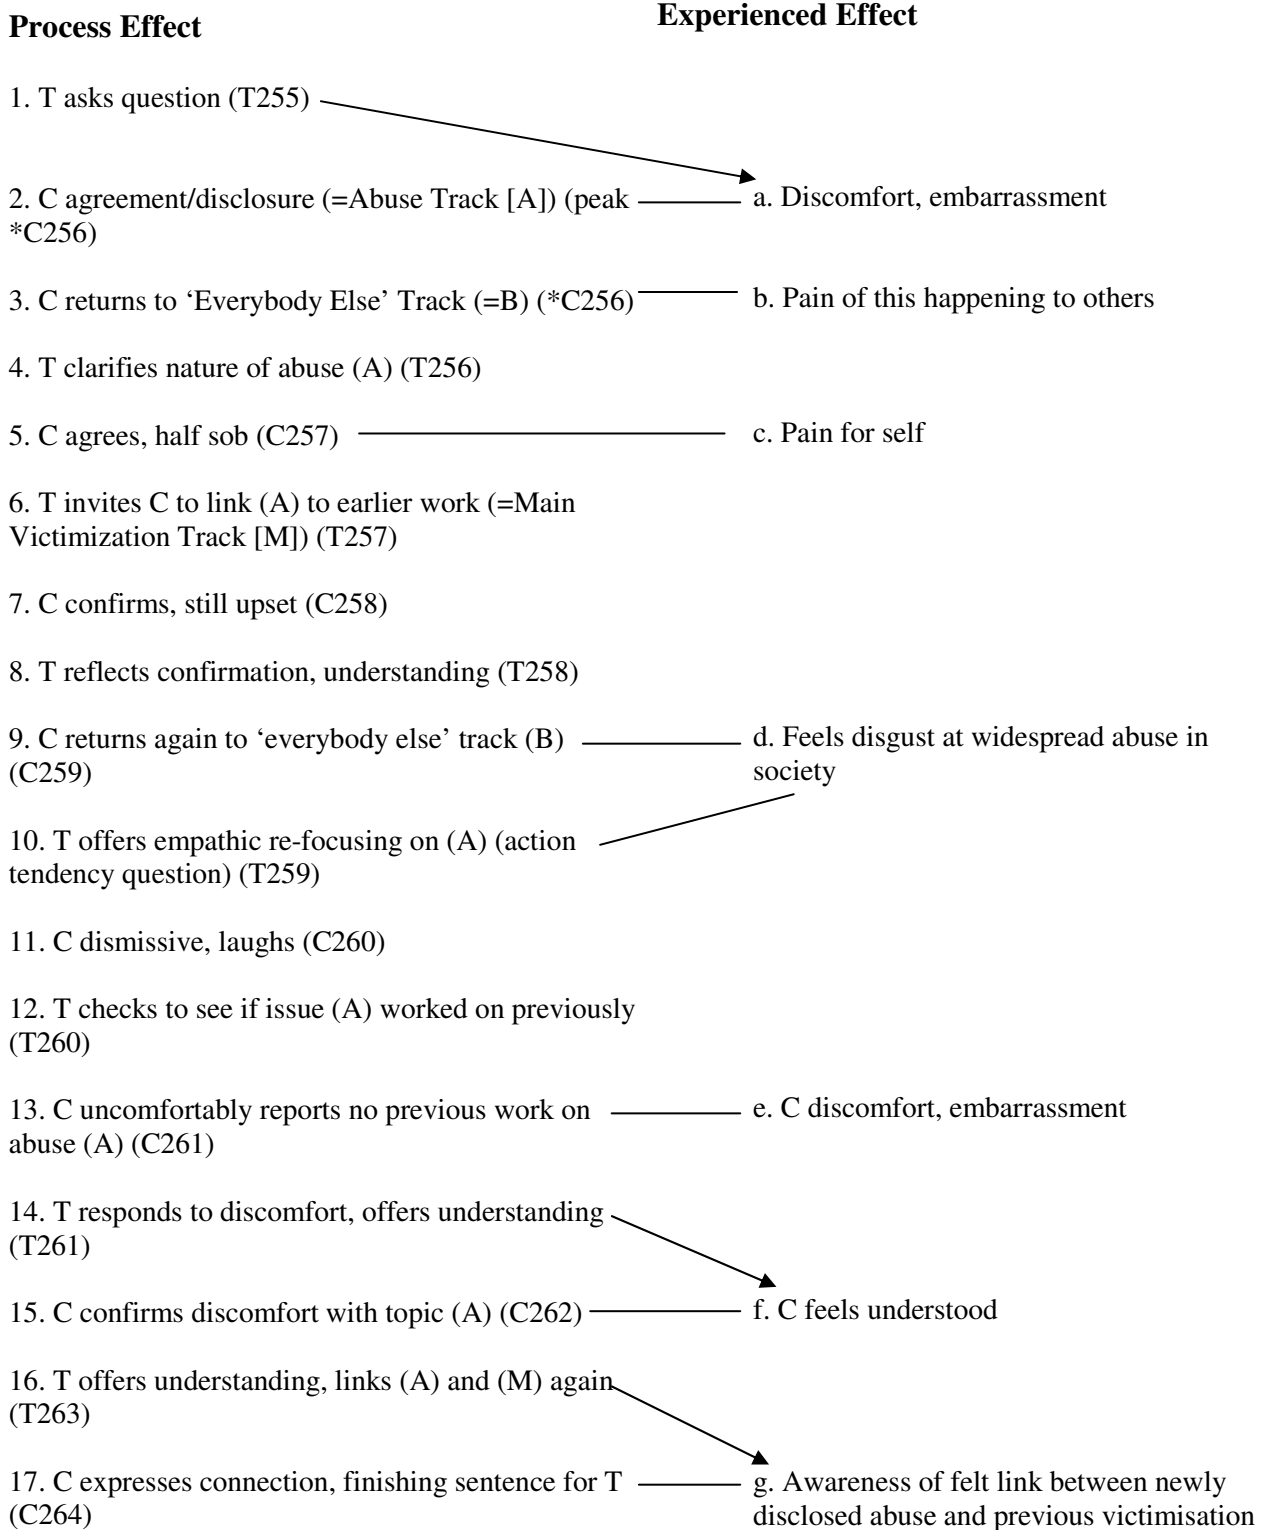 Process Effect
Experienced Effect
1. T asks question (T255)
2. C agreement/disclosure (=Abuse Track [A]) (peak
*C256)
a. Discomfort, embarrassment
3. C returns to ‘Everybody Else’ Track (=B) (*C256)
b. Pain of this happening to others
4. T clarifies nature of abuse (A) (T256)
5. C agrees, half sob (C257)
c. Pain for self
6. T invites C to link (A) to earlier work (=Main
Victimization Track [M]) (T257)
7. C confirms, still upset (C258)
8. T reflects confirmation, understanding (T258)
9. C returns again to ‘everybody else’ track (B)
(C259)
d. Feels disgust at widespread abuse in
society
10. T offers empathic re-focusing on (A) (action
tendency question) (T259)
11. C dismissive, laughs (C260)
12. T checks to see if issue (A) worked on previously
(T260)
13. C uncomfortably reports no previous work on
abuse (A) (C261)
e. C discomfort, embarrassment
14. T responds to discomfort, offers understanding
(T261)
15. C confirms discomfort with topic (A) (C262)
f. C feels understood
16. T offers understanding, links (A) and (M) again
(T263)
17. C expresses connection, finishing sentence for T
(C264)
g. Awareness of felt link between newly
disclosed abuse and previous victimisation